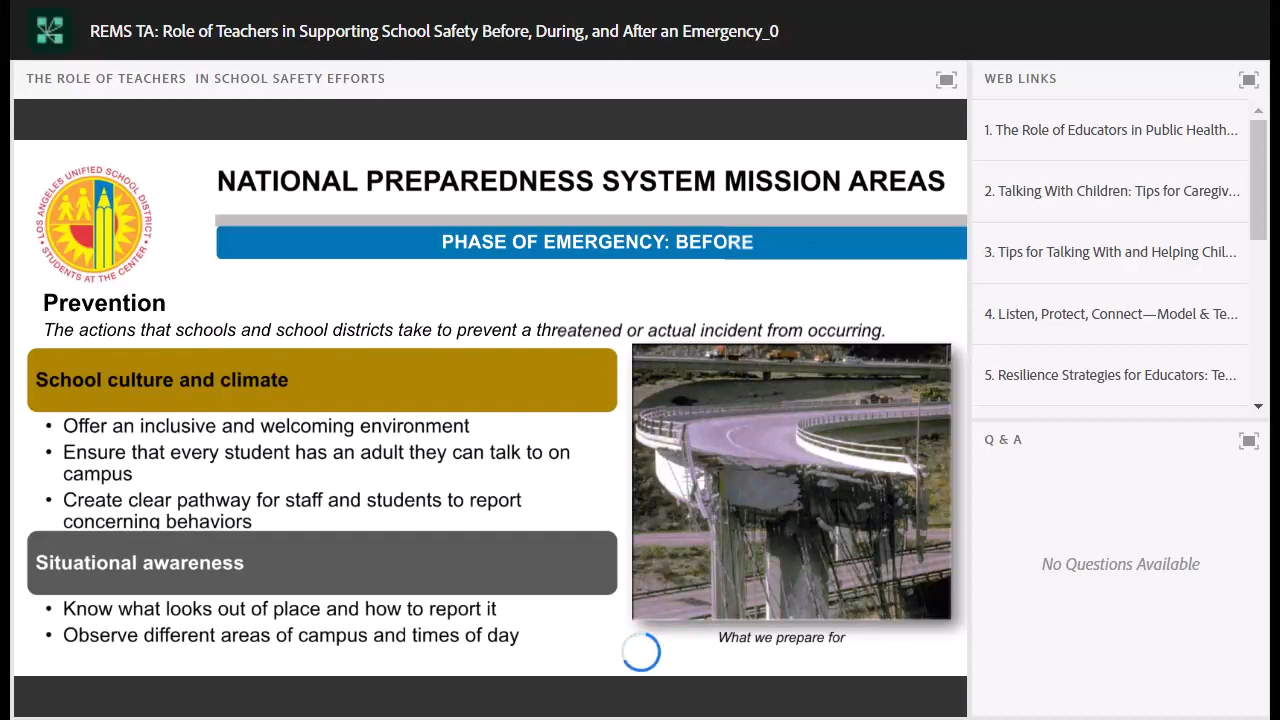 REMS TA: Role of Teachers in Supporting School Safety Before, During, and After an Emergency_0
THE ROLE OF TEACHERS IN SCHOOL SAFETY EFFORTS
LOS ANGELES UNIFIED SCHOOL DISTRICT
STUDENTS AT THE CENTER
NATIONAL PREPAREDNESS SYSTEM MISSION AREAS
PHASE OF EMERGENCY: BEFORE
Prevention
The actions that schools and school districts take to prevent a threatened or actual incident from occurring.
School culture and climate
• Offer an inclusive and welcoming environment
• Ensure that every student has an adult they can talk to on
campus
• Create clear pathway for staff and students to report
concerning behaviors
Situational awareness
• Know what looks out of place and how to report it
• Observe different areas of campus and times of day
What we prepare for
WEB LINKS
1. The Role of Educators in Public Health...
2. Talking With Children: Tips for Caregiv...
3. Tips for Talking With and Helping Chil...
4. Listen, Protect, Connect—Model & Te...
5. Resilience Strategies for Educators: Te...
Q & A
No Questions Available